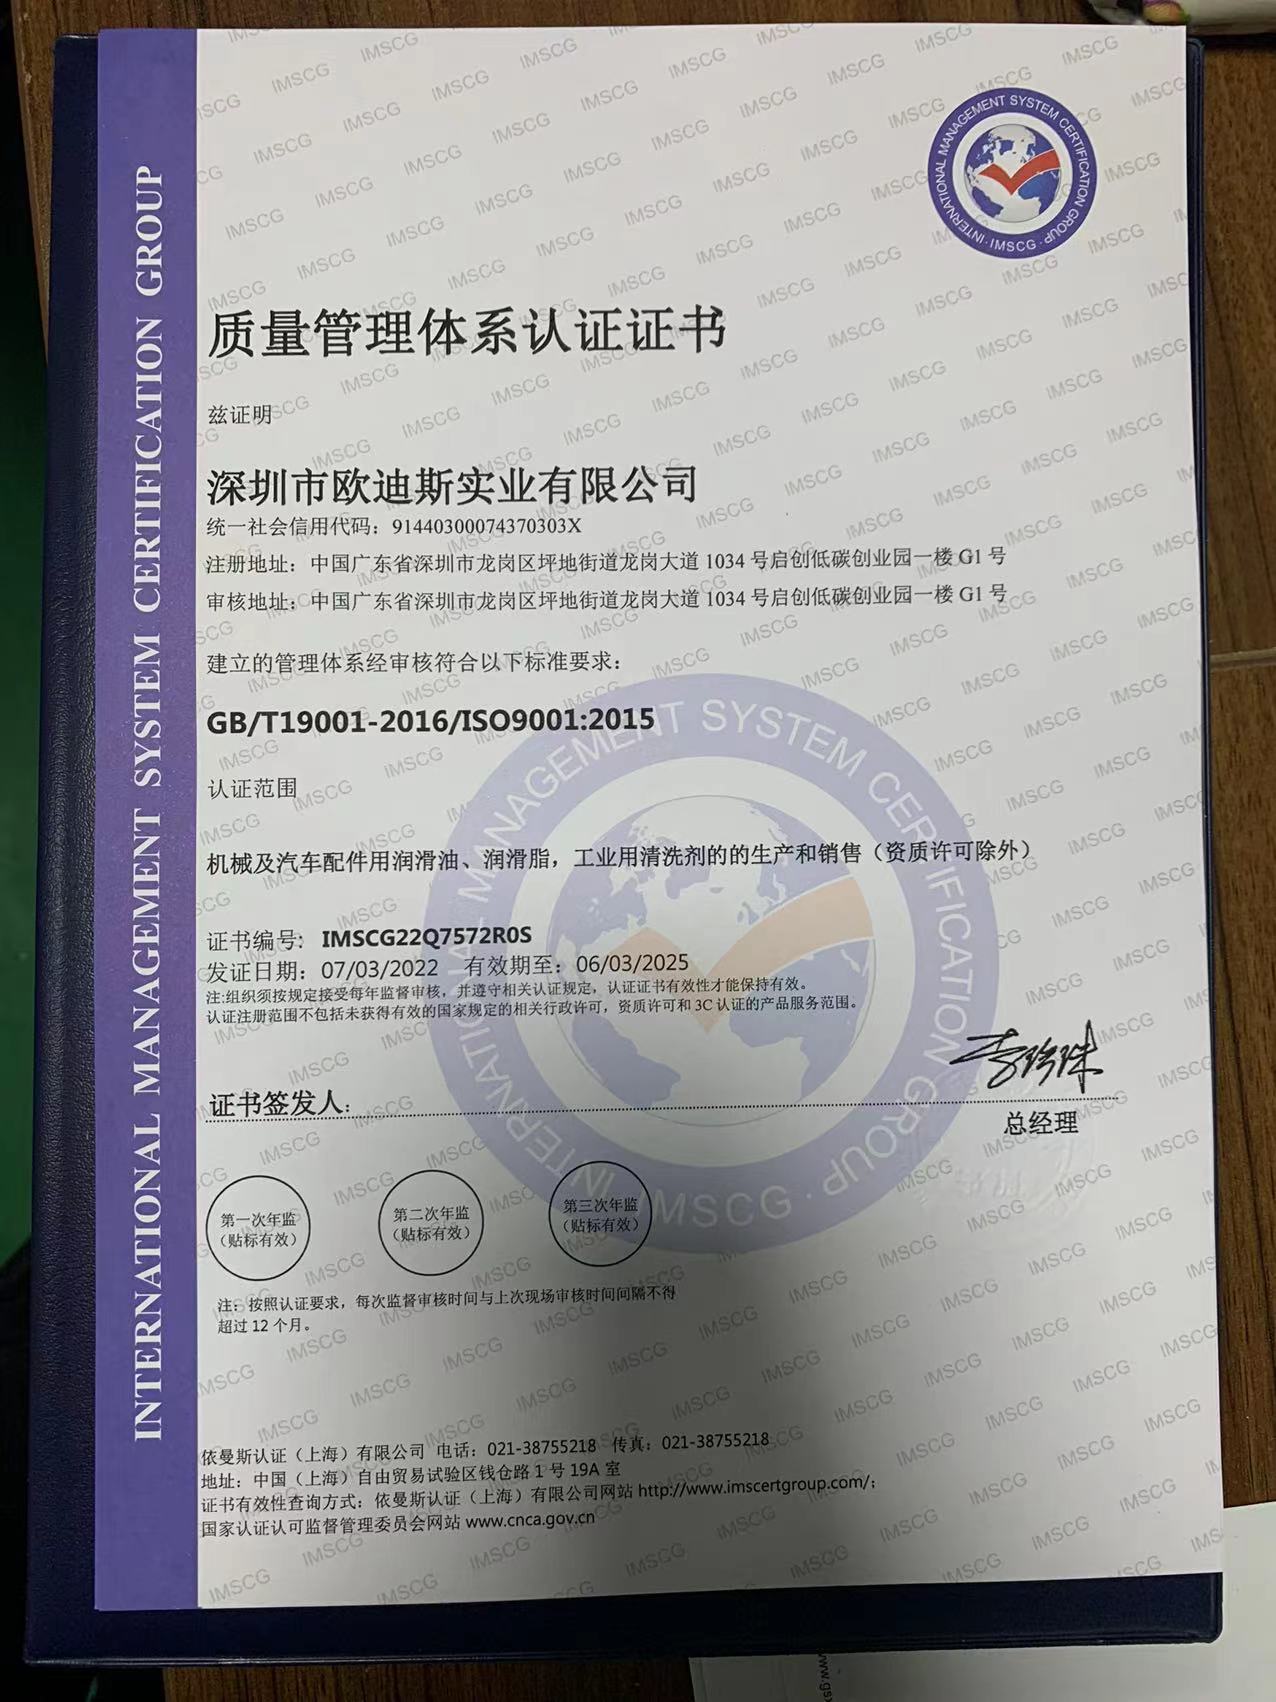 INTERNATIONAL MANAGEMENT SYSTEM CERTIFICATION GROUP
INTERNATIONAL MANAGEMENT SYSTEM CERTIFICATION GROUP · IMSCG ·
质量管理体系认证证书
兹证明
深圳市欧迪斯实业有限公司
统一社会信用代码：91440300074370303X
注册地址：中国广东省深圳市龙岗区坪地街道龙岗大道 1034 号启创低碳创业园一楼 G1 号
审核地址：中国广东省深圳市龙岗区坪地街道龙岗大道 1034 号启创低碳创业园一楼 G1 号
建立的管理体系经审核符合以下标准要求：
GB/T19001-2016/ISO9001:2015
认证范围
机械及汽车配件用润滑油、润滑脂，工业用清洗剂的的生产和销售（资质许可除外）
证书编号: IMSCG22Q7572R0S
发证日期：07/03/2022 有效期至：06/03/2025
注:组织须按规定接受每年监督审核，并遵守相关认证规定，认证证书有效性才能保持有效。
认证注册范围不包括未获得有效的国家规定的相关行政许可，资质许可和 3C 认证的产品服务范围。
李珍珠
证书签发人:
总经理
第一次年监
（贴标有效）
第二次年监
（贴标有效）
第三次年监
（贴标有效）
注：按照认证要求，每次监督审核时间与上次现场审核时间间隔不得
超过 12 个月。
依曼斯认证（上海）有限公司 电话：021-38755218 传真：021-38755218
地址：中国（上海）自由贸易试验区钱仓路 1 号 19A 室
证书有效性查询方式：依曼斯认证（上海）有限公司网站 http://www.imscertgroup.com/;
国家认证认可监督管理委员会网站 www.cnca.gov.cn